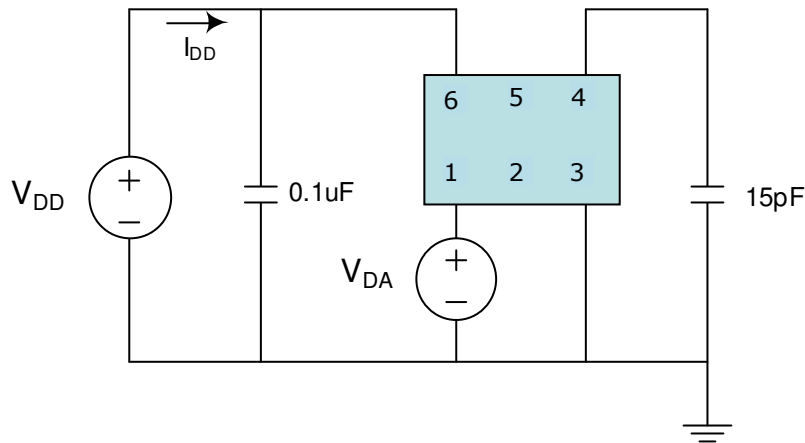 I_DD
6 5 4
1 2 3
V_DD
+
−
0.1uF
15pF
V_DA
+
−